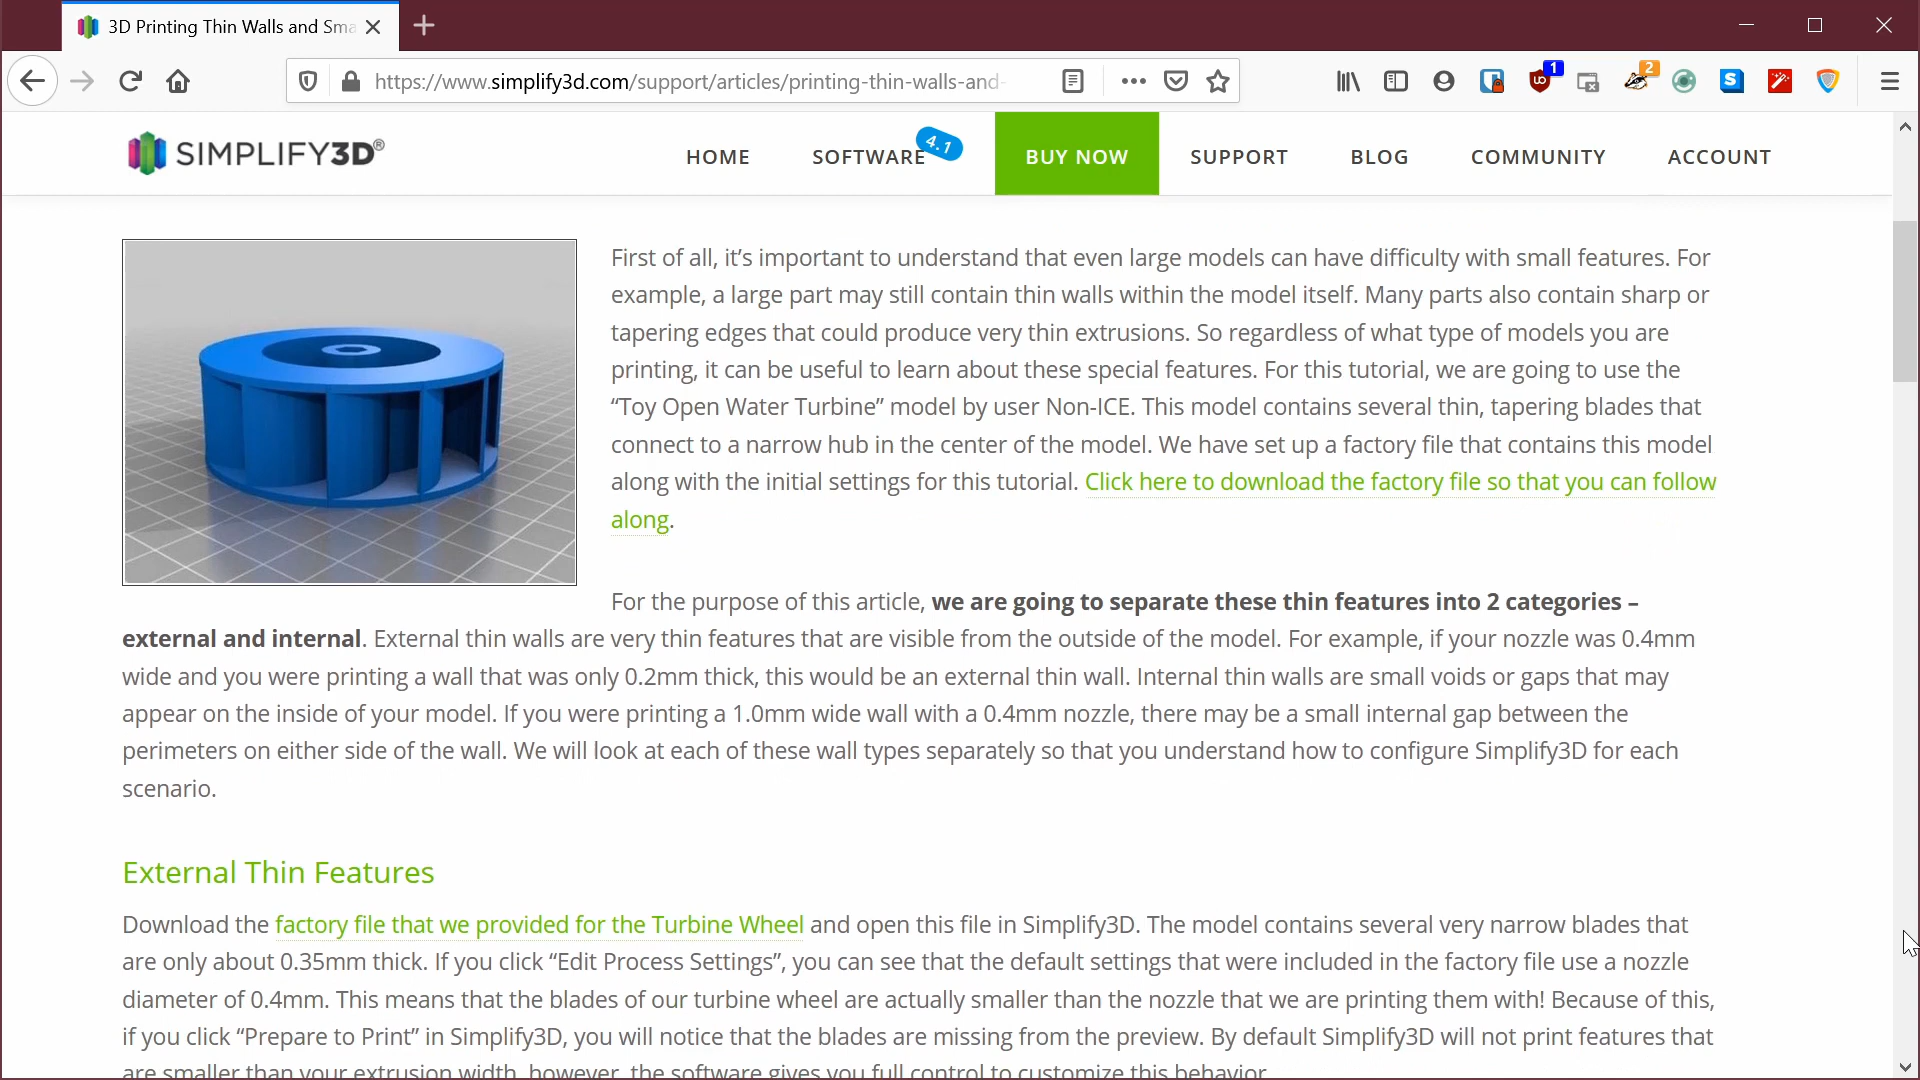 3D Printing Thin Walls and Sma
https://www.simplify3d.com/support/articles/printing-thin-walls-and-
1
2
S
SIMPLIFY3D®
HOME
SOFTWARE
4.1
BUY NOW
SUPPORT
BLOG
COMMUNITY
ACCOUNT
First of all, it’s important to understand that even large models can have difficulty with small features. For
example, a large part may still contain thin walls within the model itself. Many parts also contain sharp or
tapering edges that could produce very thin extrusions. So regardless of what type of models you are
printing, it can be useful to learn about these special features. For this tutorial, we are going to use the
“Toy Open Water Turbine” model by user Non-ICE. This model contains several thin, tapering blades that
connect to a narrow hub in the center of the model. We have set up a factory file that contains this model
along with the initial settings for this tutorial. Click here to download the factory file so that you can follow
along.
For the purpose of this article, we are going to separate these thin features into 2 categories –
external and internal. External thin walls are very thin features that are visible from the outside of the model. For example, if your nozzle was 0.4mm
wide and you were printing a wall that was only 0.2mm thick, this would be an external thin wall. Internal thin walls are small voids or gaps that may
appear on the inside of your model. If you were printing a 1.0mm wide wall with a 0.4mm nozzle, there may be a small internal gap between the
perimeters on either side of the wall. We will look at each of these wall types separately so that you understand how to configure Simplify3D for each
scenario.
External Thin Features
Download the factory file that we provided for the Turbine Wheel and open this file in Simplify3D. The model contains several very narrow blades that
are only about 0.35mm thick. If you click “Edit Process Settings”, you can see that the default settings that were included in the factory file use a nozzle
diameter of 0.4mm. This means that the blades of our turbine wheel are actually smaller than the nozzle that we are printing them with! Because of this,
if you click “Prepare to Print” in Simplify3D, you will notice that the blades are missing from the preview. By default Simplify3D will not print features that
are smaller than your extrusion width, however, the software gives you full control to customize this behavior.